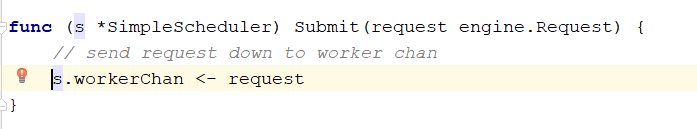 func (s *SimpleScheduler) Submit(request engine.Request) {
// send request down to worker chan
s.workerChan <- request
}